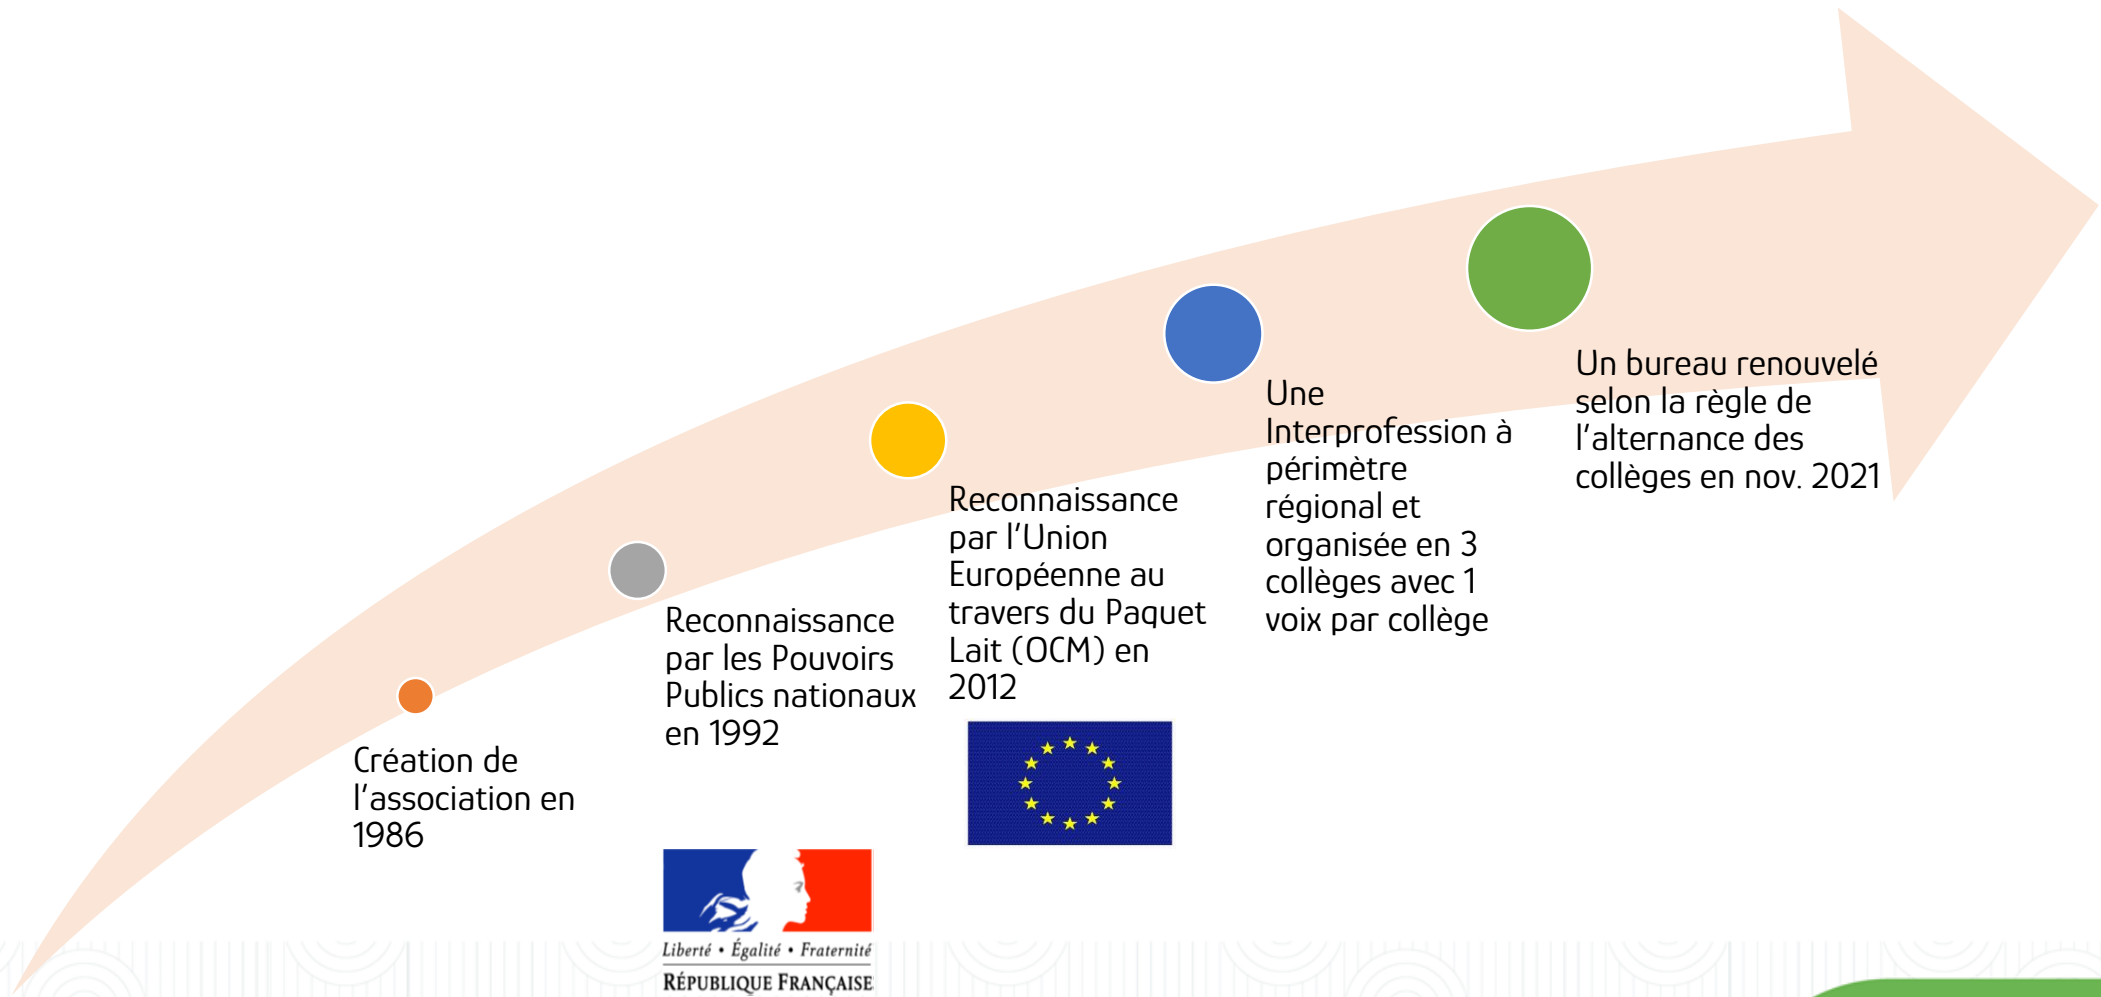 Création de
l'association en
1986
Reconnaissance
par les Pouvoirs
Publics nationaux
en 1992
Liberté • Égalité • Fraternité
RÉPUBLIQUE FRANÇAISE
Reconnaissance
par l'Union
Européenne au
travers du Paquet
Lait (OCM) en
2012
Une
Interprofession à
périmètre
régional et
organisée en 3
collèges avec 1
voix par collège
Un bureau renouvelé
selon la règle de
l'alternance des
collèges en nov. 2021